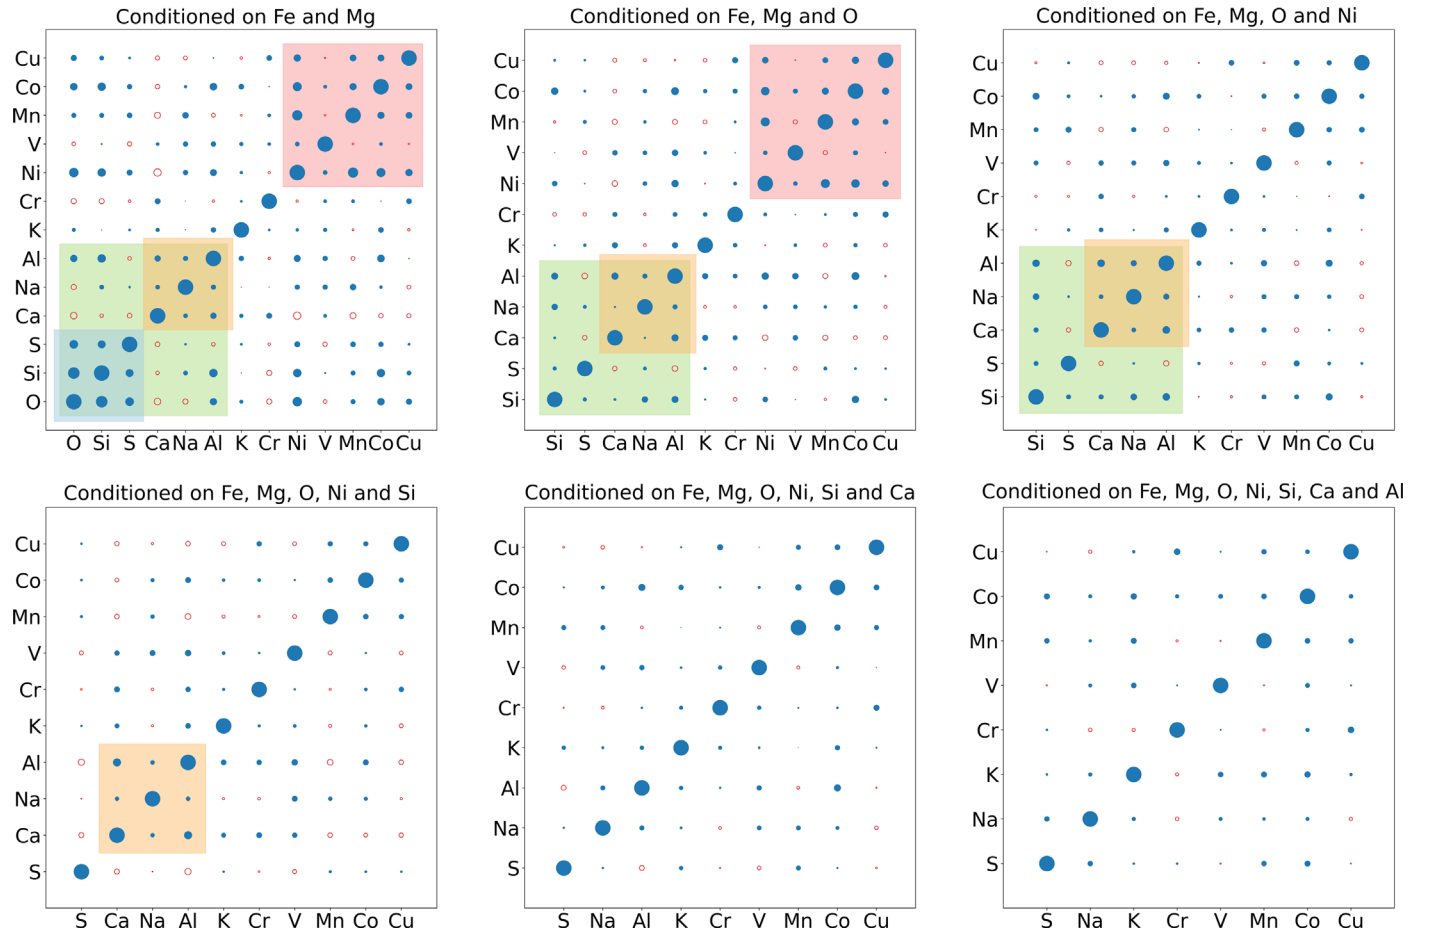 Conditioned on Fe and Mg
Cu
Co
Mn
V
Ni
Cr
K
Al
Na
Ca
S
Si
O
O Si S Ca Na Al K Cr Ni V Mn Co Cu
Conditioned on Fe, Mg and O
Cu
Co
Mn
V
Ni
Cr
K
Al
Na
Ca
S
Si
Si S Ca Na Al K Cr Ni V Mn Co Cu
Conditioned on Fe, Mg, O and Ni
Cu
Co
Mn
V
Cr
K
Al
Na
Ca
S
Si
Si S Ca Na Al K Cr V Mn Co Cu
Conditioned on Fe, Mg, O, Ni and Si
Cu
Co
Mn
V
Cr
K
Al
Na
Ca
S
S Ca Na Al K Cr V Mn Co Cu
Conditioned on Fe, Mg, O, Ni, Si and Ca
Cu
Co
Mn
V
Cr
K
Al
Na
S
S Na Al K Cr V Mn Co Cu
Conditioned on Fe, Mg, O, Ni, Si, Ca and Al
Cu
Co
Mn
V
Cr
K
Na
S
S Na K Cr V Mn Co Cu